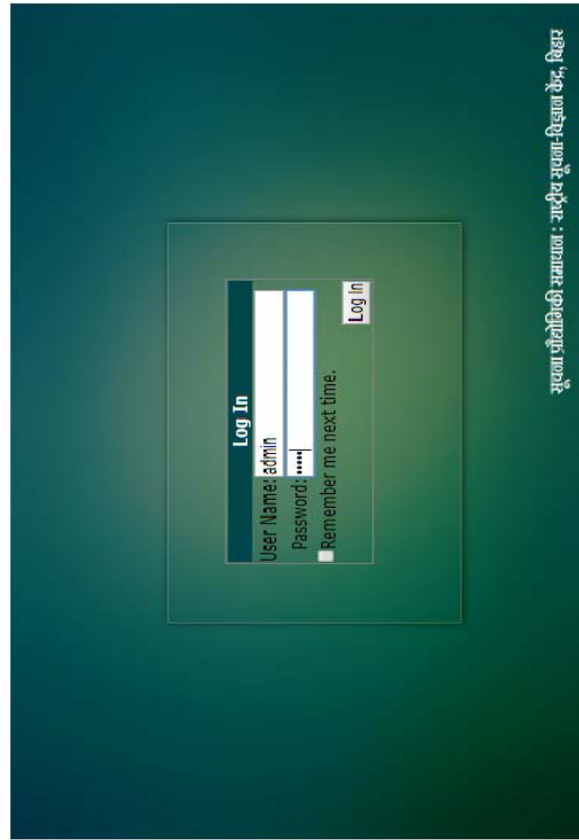 Log In
User Name: admin
Password: •••••
Remember me next time.
Log In
सूचना प्रौद्योगिकी समाधान : राष्ट्रीय सूचना-विज्ञान केंद्र, बिहार